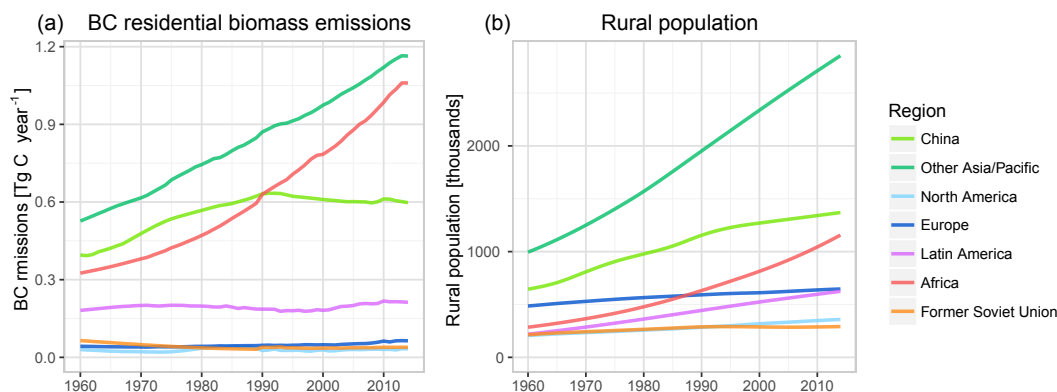 (a) BC residential biomass emissions
BC rmissions [Tg C year⁻¹]
1.2
0.9
0.6
0.3
0.0
1960 1970 1980 1990 2000 2010
(b) Rural population
Rural population [thousands]
2000
1000
0
1960 1970 1980 1990 2000 2010
Region
China
Other Asia/Pacific
North America
Europe
Latin America
Africa
Former Soviet Union